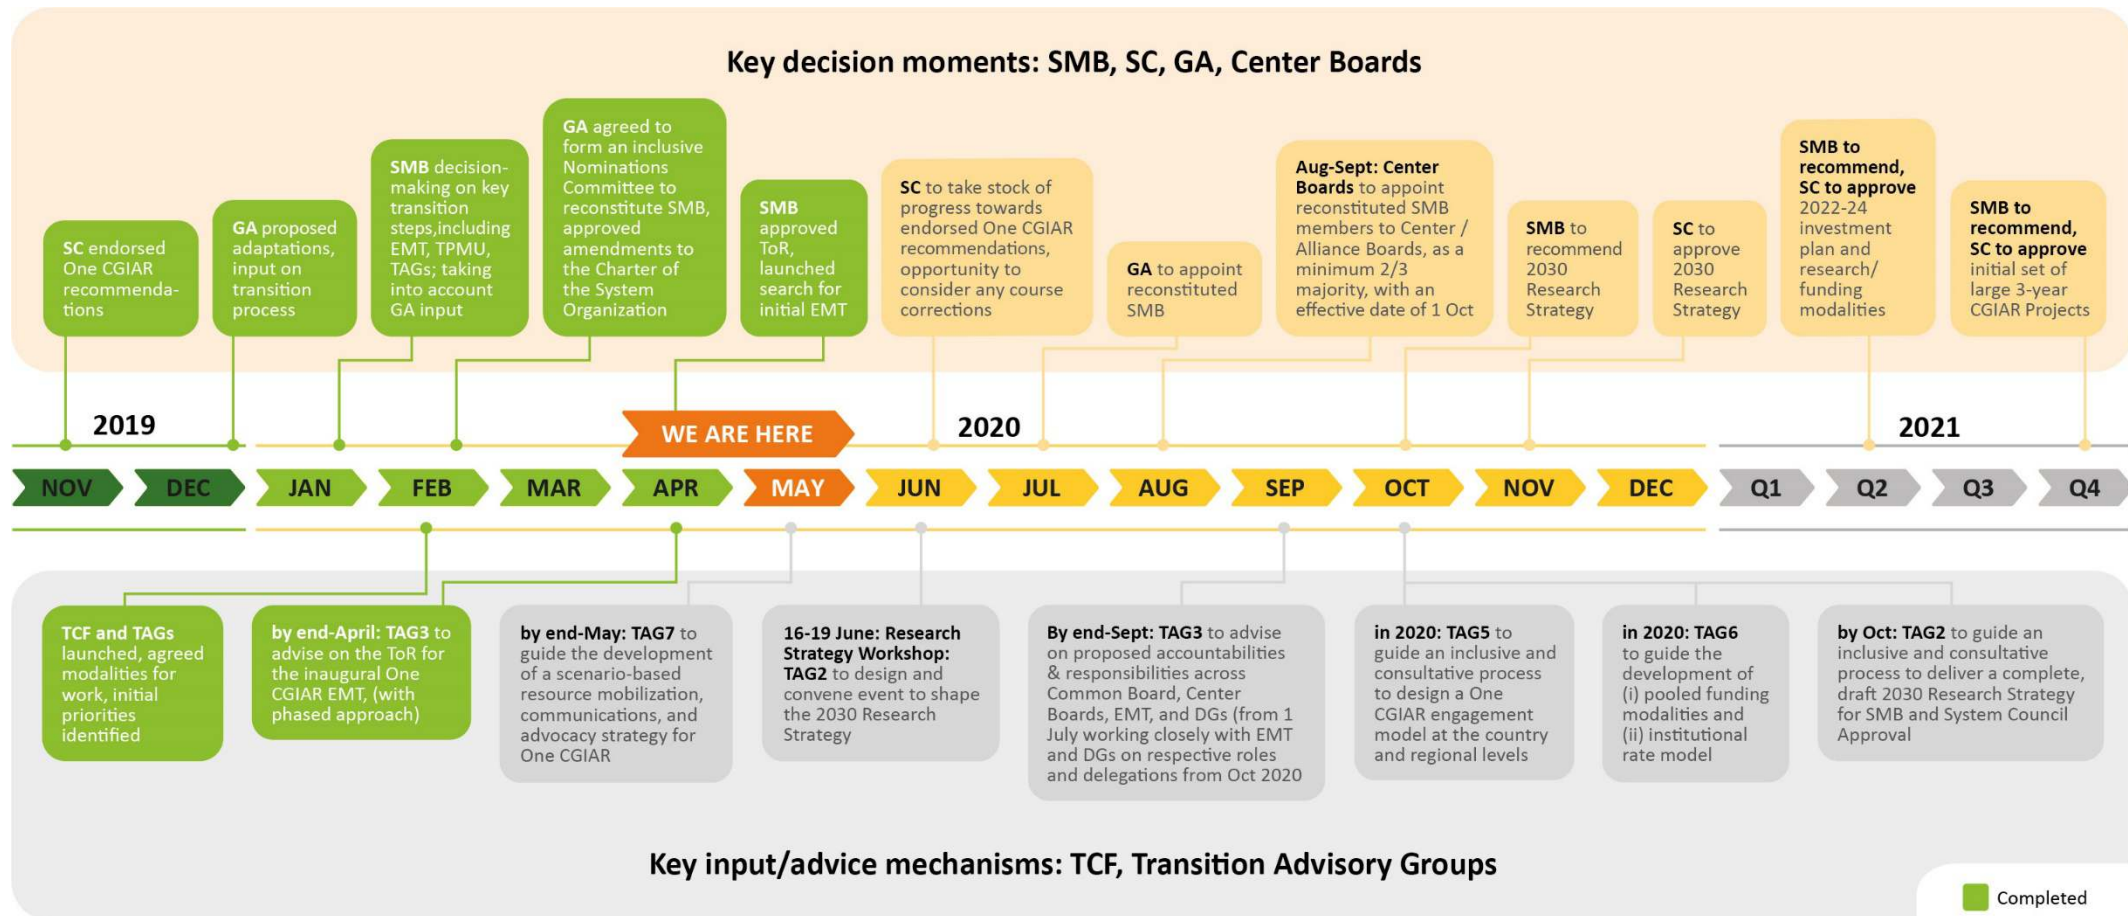 Key decision moments: SMB, SC, GA, Center Boards
SC endorsed
One CGIAR
recommenda-
tions
GA proposed
adaptations,
input on
transition
process
SMB decision-
making on key
transition
steps,including
EMT, TPMU,
TAGs; taking
into account
GA input
GA agreed to
form an inclusive
Nominations
Committee to
reconstitute SMB,
approved
amendments to
the Charter of
the System
Organization
SMB
approved
ToR,
launched
search for
initial EMT
SC to take stock of
progress towards
endorsed One CGIAR
recommendations,
opportunity to
consider any course
corrections
GA to appoint
reconstituted
SMB
Aug-Sept: Center
Boards to appoint
reconstituted SMB
members to Center /
Alliance Boards, as a
minimum 2/3
majority, with an
effective date of 1 Oct
SMB to
recommend
2030
Research
Strategy
SC to
approve
2030
Research
Strategy
SMB to
recommend,
SC to approve
2022-24
investment
plan and
research/
funding
modalities
SMB to
recommend,
SC to approve
initial set of
large 3-year
CGIAR Projects
2019
WE ARE HERE
2020
2021
NOV
DEC
JAN
FEB
MAR
APR
MAY
JUN
JUL
AUG
SEP
OCT
NOV
DEC
Q1
Q2
Q3
Q4
TCF and TAGs
launched, agreed
modalities for
work, initial
priorities
identified
by end-April: TAG3 to
advise on the ToR for
the inaugural One
CGIAR EMT, (with
phased approach)
by end-May: TAG7 to
guide the development
of a scenario-based
resource mobilization,
communications, and
advocacy strategy for
One CGIAR
16-19 June: Research
Strategy Workshop:
TAG2 to design and
convene event to shape
the 2030 Research
Strategy
By end-Sept: TAG3 to advise
on proposed accountabilities
& responsibilities across
Common Board, Center
Boards, EMT, and DGs (from 1
July working closely with EMT
and DGs on respective roles
and delegations from Oct 2020
in 2020: TAG5 to
guide an inclusive and
consultative process
to design a One
CGIAR engagement
model at the country
and regional levels
in 2020: TAG6
to guide the
development of
(i) pooled funding
modalities and
(ii) institutional
rate model
by Oct: TAG2 to guide an
inclusive and consultative
process to deliver a complete,
draft 2030 Research Strategy
for SMB and System Council
Approval
Key input/advice mechanisms: TCF, Transition Advisory Groups
Completed